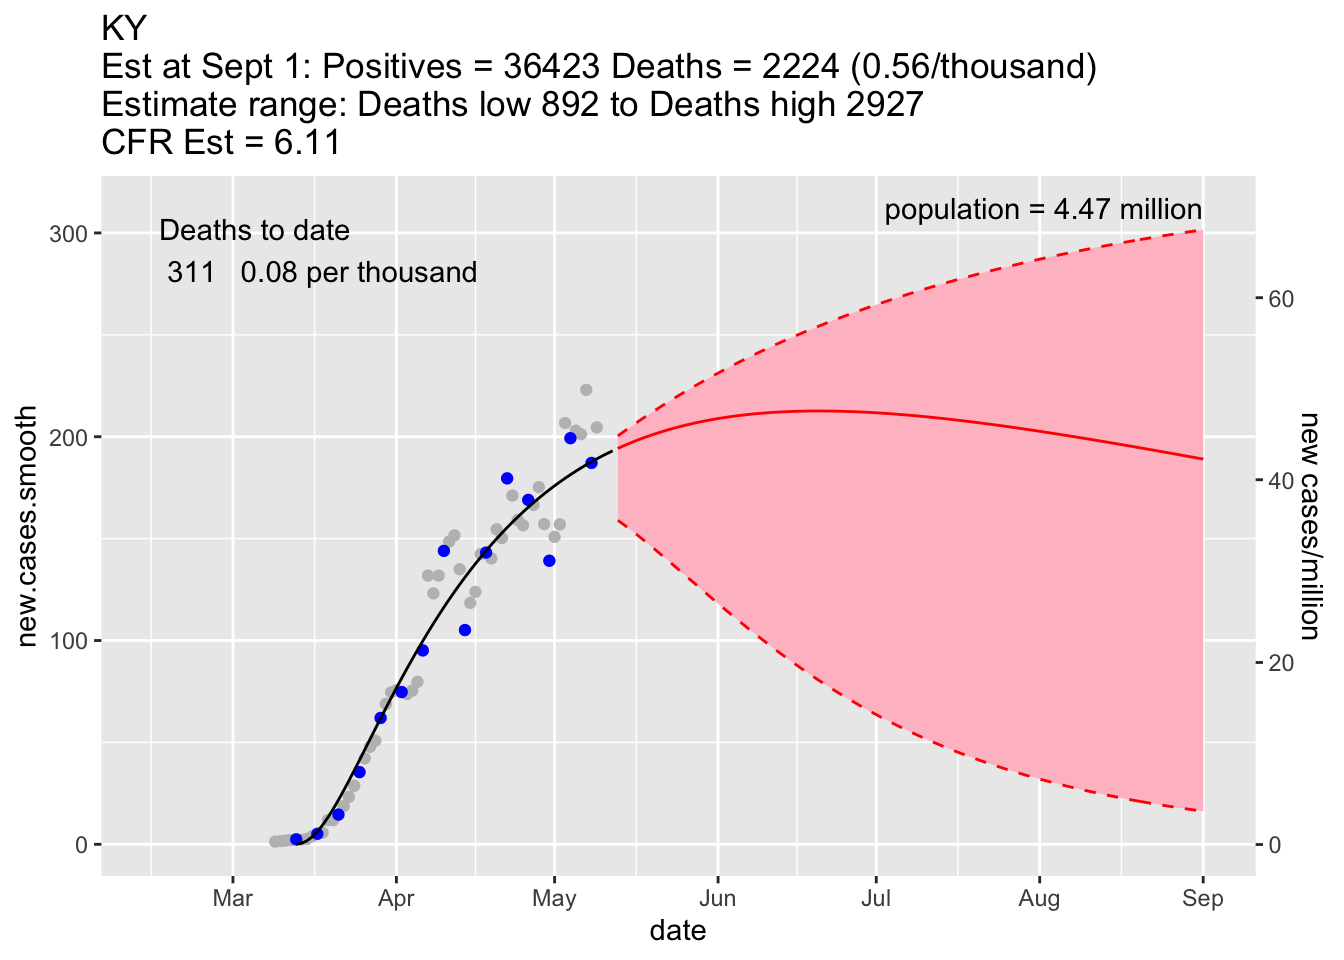 KY
Est at Sept 1: Positives = 36423 Deaths = 2224 (0.56/thousand)
Estimate range: Deaths low 892 to Deaths high 2927
CFR Est = 6.11
population = 4.47 million
Deaths to date
311 0.08 per thousand
300
200
100
0
new.cases.smooth
60
40
20
0
new cases/million
Mar Apr May Jun Jul Aug Sep
date